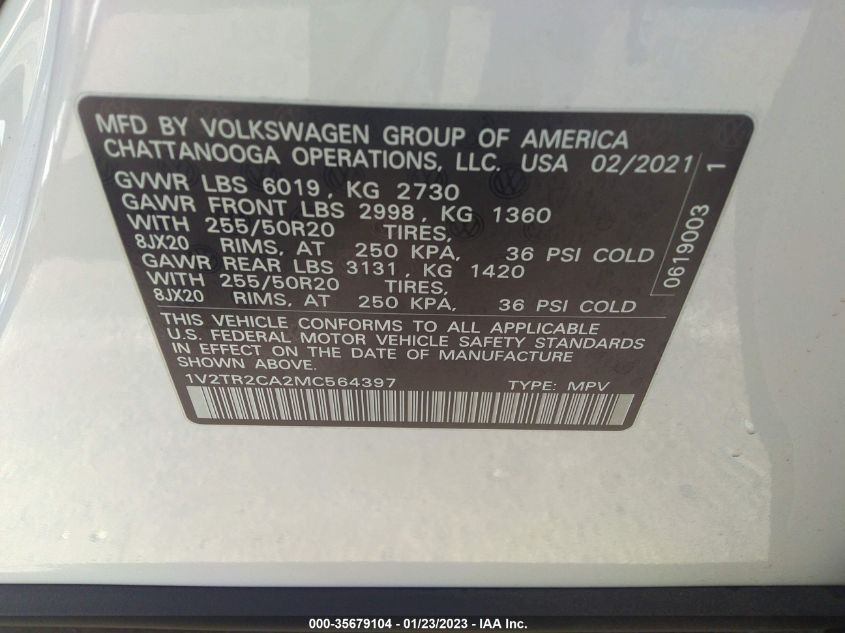 MFD BY VOLKSWAGEN GROUP OF AMERICA
CHATTANOOGA OPERATIONS, LLC. USA 02/2021
GVWR LBS 6019, KG 2730
GAWR FRONT LBS 2998, KG 1360
WITH 255/50R20 TIRES,
8JX20 RIMS, AT 250 KPA, 36 PSI COLD
GAWR REAR LBS 3131, KG 1420
WITH 255/50R20 TIRES,
8JX20 RIMS, AT 250 KPA, 36 PSI COLD
0619003 1
THIS VEHICLE CONFORMS TO ALL APPLICABLE
U.S. FEDERAL MOTOR VEHICLE SAFETY STANDARDS
IN EFFECT ON THE DATE OF MANUFACTURE
SHOWN ABOVE.
1V2TR2CA2MC564397 TYPE: MPV
000-35679104 - 01/23/2023 - IAA Inc.